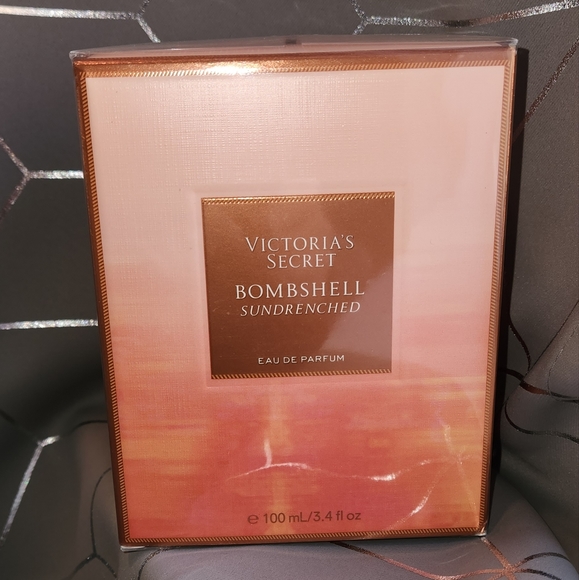 VICTORIA'S
SECRET
BOMBSHELL
SUNDRENCHED
EAU DE PARFUM
℮ 100 mL/3.4 fl oz